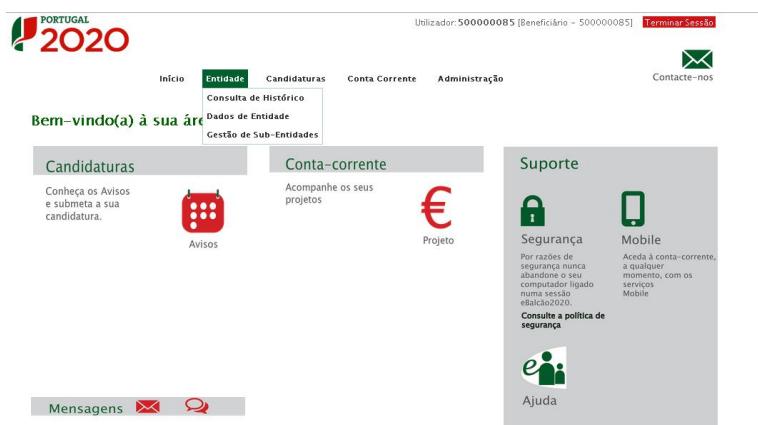 PORTUGAL
2020
Utilizador: 500000085 [Beneficiário - 500000085] Terminar Sessão
Contacte-nos
Início Entidade Candidaturas Conta Corrente Administração
Consulta de Histórico
Dados de Entidade
Gestão de Sub-Entidades
Bem-vindo(a) à sua
Candidaturas
Conheça os Avisos
e submeta a sua
candidatura.
Avisos
Conta-corrente
Acompanhe os seus
projetos
€
Projeto
Suporte
Segurança
Por razões de
segurança nunca
abandone o seu
computador ligado
numa sessão
eBalcão2020.
Consulte a política de
segurança
Mobile
Aceda à conta-corrente,
a qualquer
momento, com os
serviços
Mobile
e
Ajuda
Mensagens